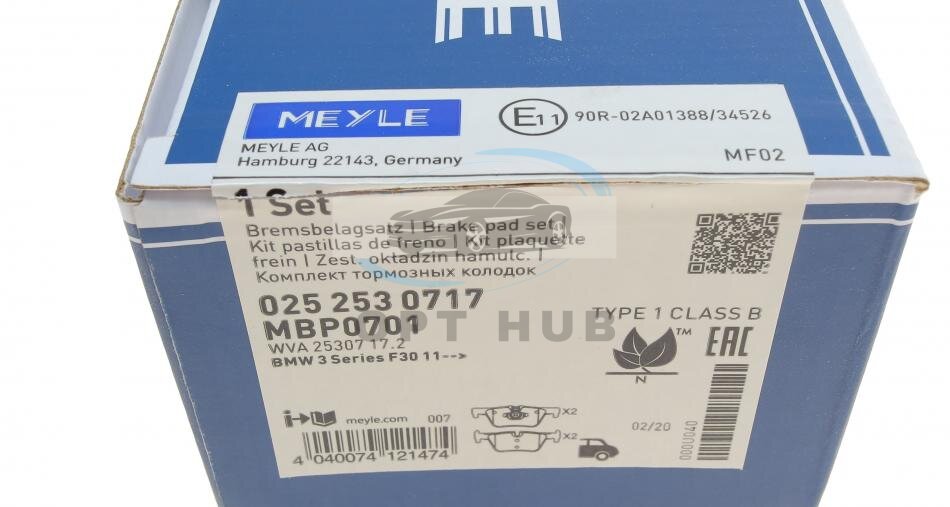 MEYLE
E11 90R-02A01388/34526
MEYLE AG
Hamburg 22143, Germany
MF02
1 Set
Bremsbelagsatz | Brake pad set |
Kit pastillas de freno | Kit plaquette
frein | Zest. oktadzin hamulc. |
Комплект тормозных колодок
025 253 0717
MBP0701
WVA 25307 17.2
BMW 3 Series F30 11-->
OPT HUB
TYPE 1 CLASS B
TM
EAC
N
meyle.com 007
X2
X2
02/20
000U040
4 040074 121474